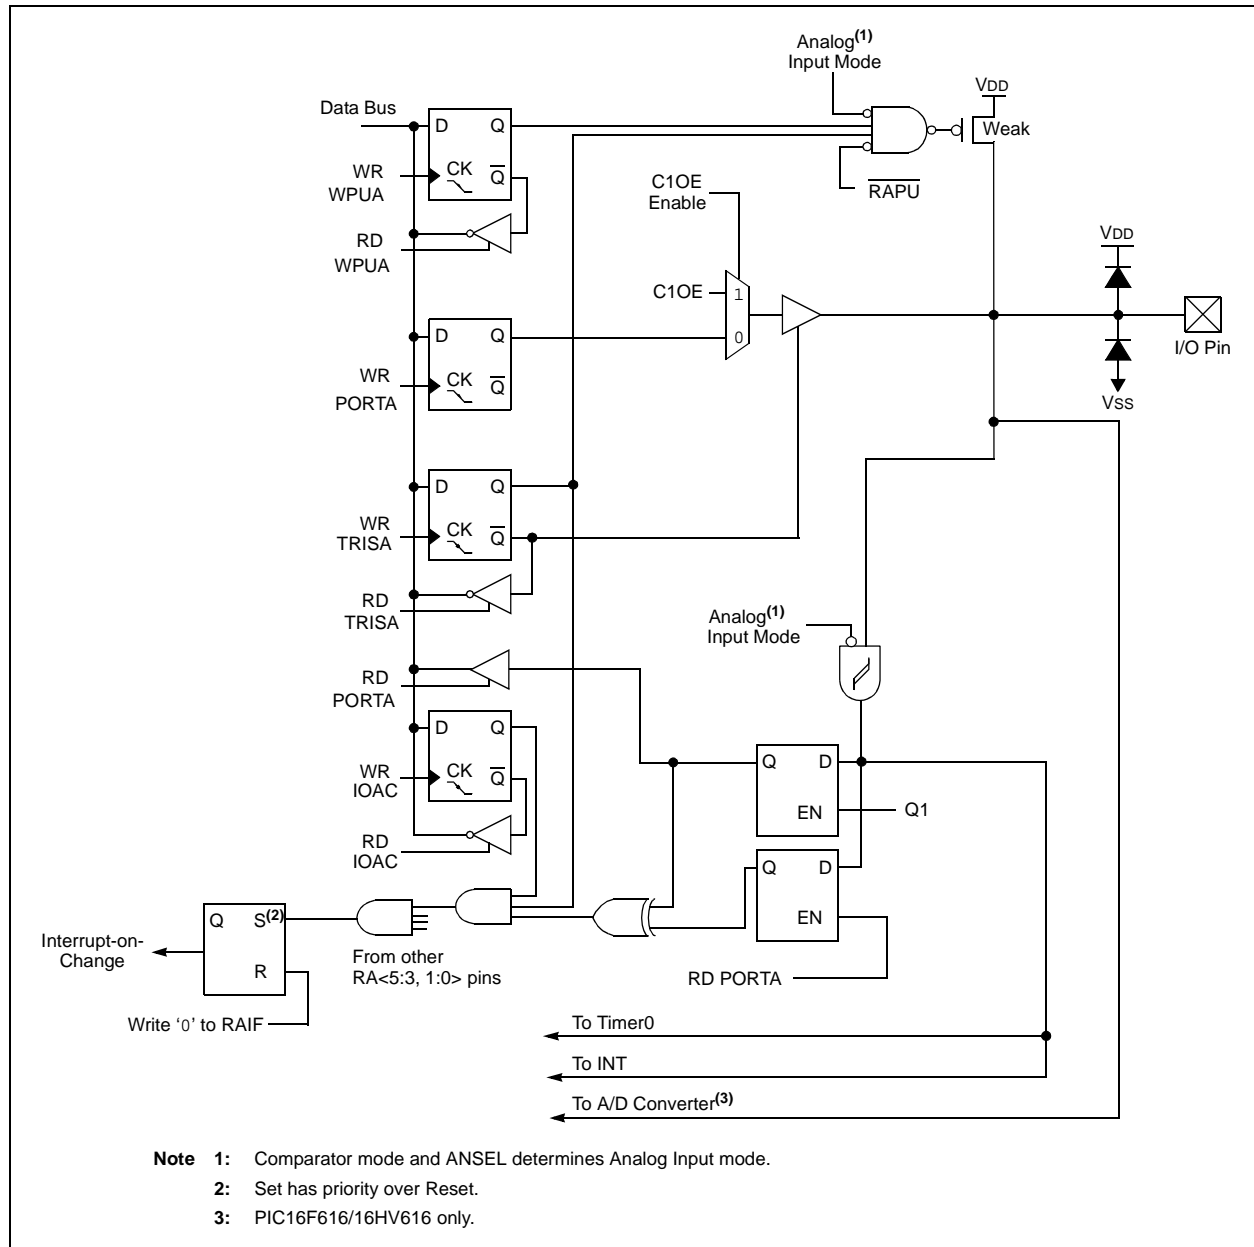 Analog(1)
Input Mode
VDD
Data Bus
D
Q
Weak
WR
WPUA
CK
Q
C1OE
Enable
RAPU
RD
WPUA
VDD
C1OE
1
D
Q
0
I/O Pin
WR
PORTA
CK
Q
VSS
D
Q
WR
TRISA
CK
Q
RD
TRISA
Analog(1)
Input Mode
RD
PORTA
D
Q
WR
IOAC
CK
Q
Q
D
EN
Q1
RD
IOAC
Q
D
EN
Q
S(2)
R
Interrupt-on-
Change
From other
RA<5:3, 1:0> pins
RD PORTA
Write ‘0’ to RAIF
To Timer0
To INT
To A/D Converter(3)
Note 1: Comparator mode and ANSEL determines Analog Input mode.
2: Set has priority over Reset.
3: PIC16F616/16HV616 only.